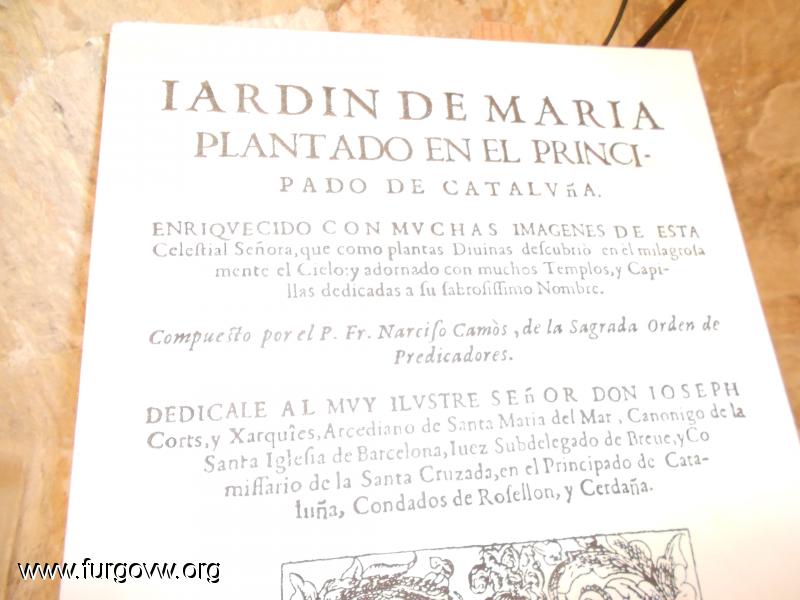 IARDIN DE MARIA
PLANTADO EN EL PRINCI-
PADO DE CATALVñA.
ENRIQVECIDO CON MVCHAS IMAGENES DE ESTA
Celeſtial Señora, que como plantas Diuinas deſcubriò en èl milagroſa
mente el Cielo: y adornado con muchos Templos, y Capi-
llas dedicadas a ſu ſabroſiſſimo Nombre.
Compueſto por el P. Fr. Narciſo Camòs, de la Sagrada Orden de
Predicadores.
DEDICALE AL MVY ILVSTRE SEñOR DON IOSEPH
Corts, y Xarquîes, Arcediano de Santa Maria del Mar, Canonigo de la
Santa Igleſia de Barcelona, Iuez Subdelegado de Breue, y Co
miſſario de la Santa Cruzada, en el Principado de Cata-
luña, Condados de Roſellon, y Cerdaña.
www.furgovw.org